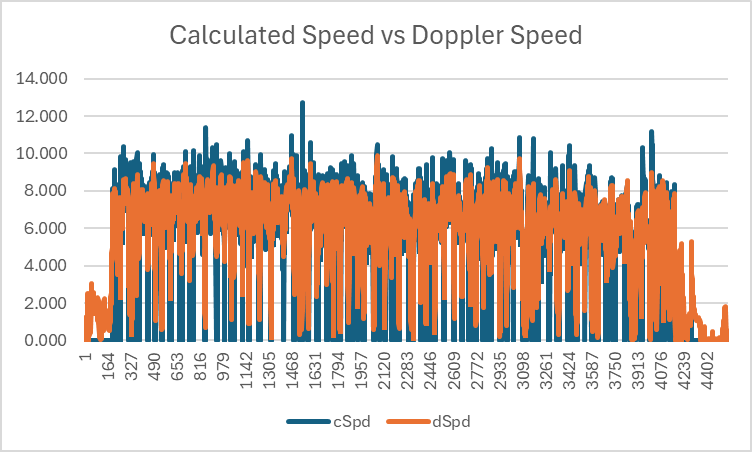 Calculated Speed vs Doppler Speed
14.000
12.000
10.000
8.000
6.000
4.000
2.000
0.000
1 164 327 490 653 816 979 1142 1305 1468 1631 1794 1957 2120 2283 2446 2609 2772 2935 3098 3261 3424 3587 3750 3913 4076 4239 4402
cSpd dSpd